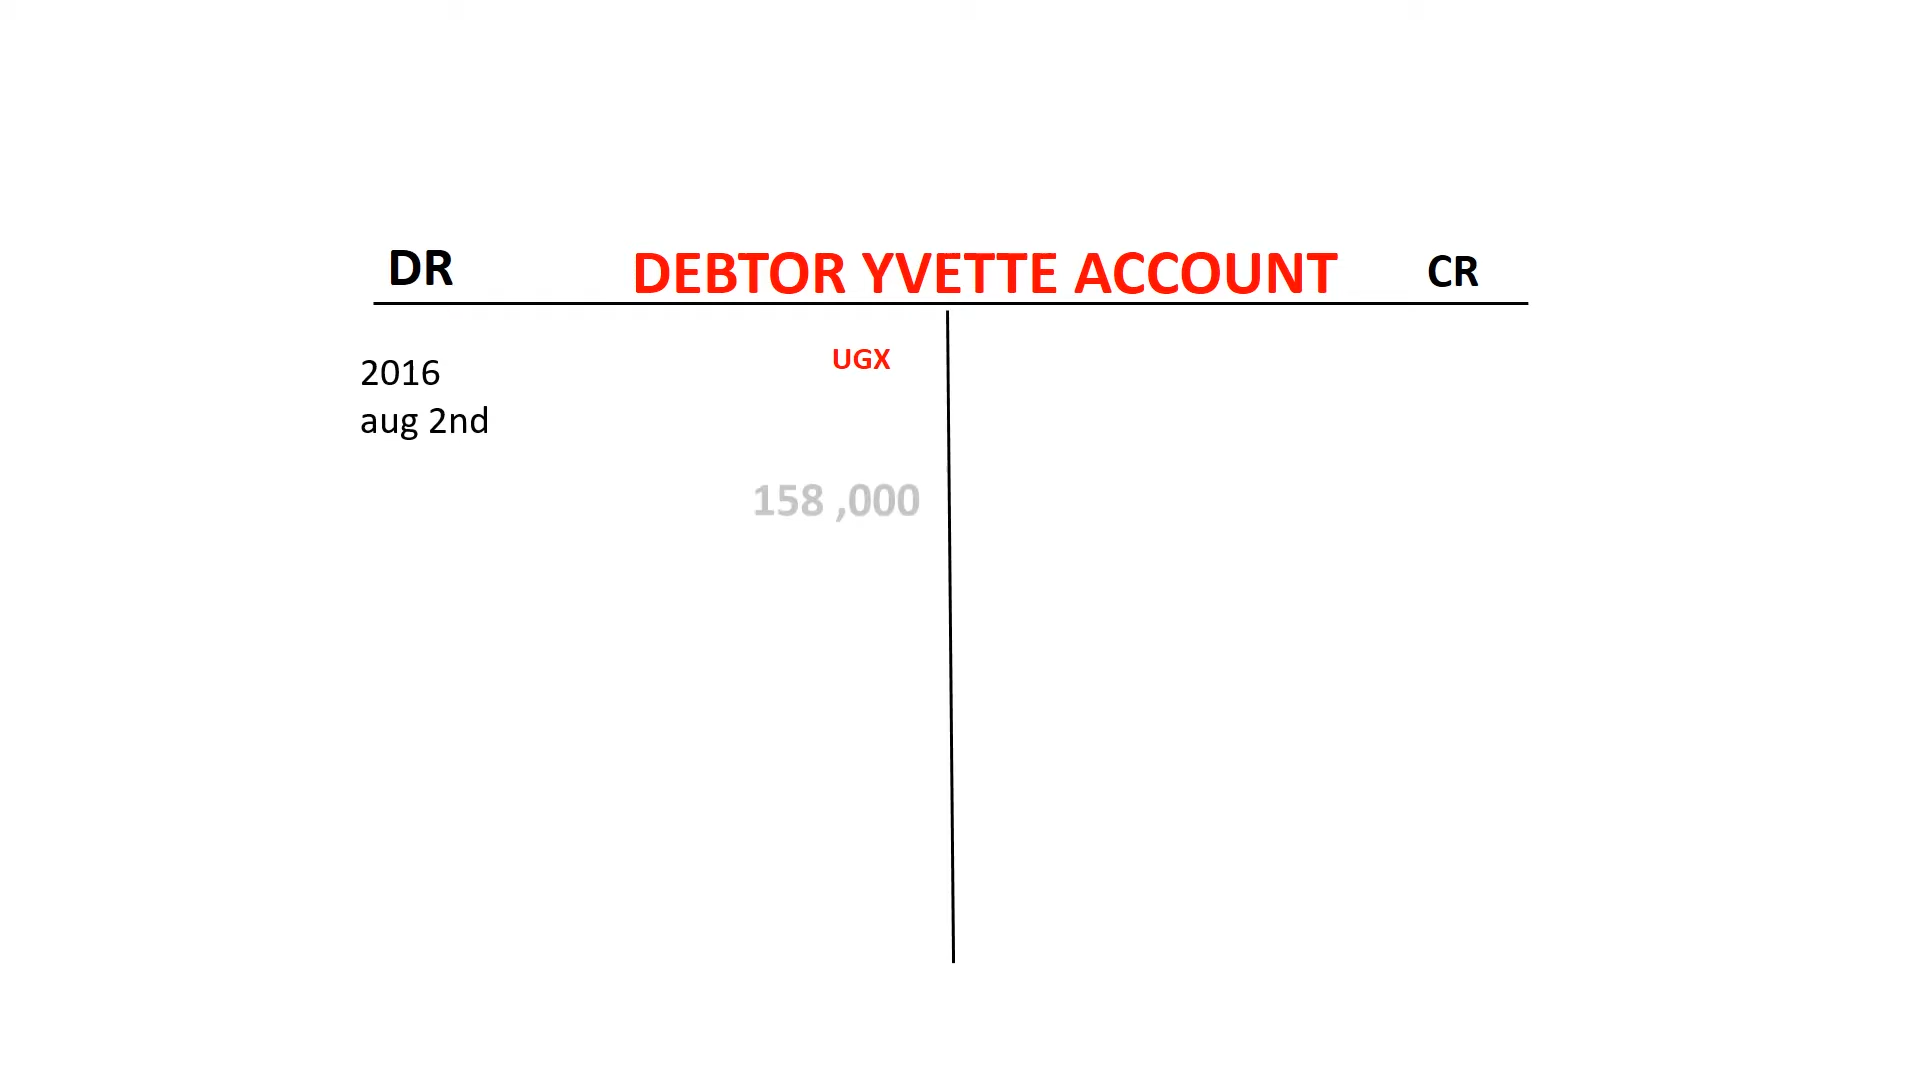 DR DEBTOR YVETTE ACCOUNT CR
UGX
2016
aug 2nd
158 ,000